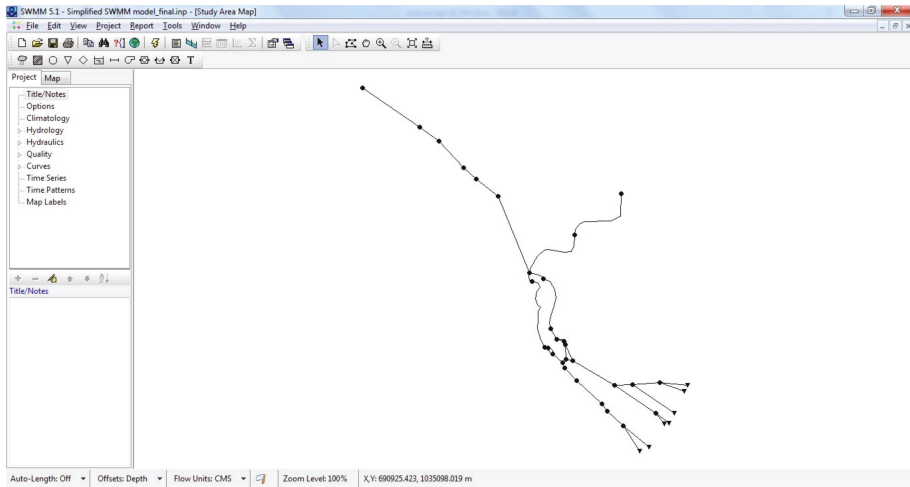 SWMM 5.1 - Simplified SWMM model_final.inp - [Study Area Map]
File Edit View Project Report Tools Window Help
Project Map
Title/Notes
Options
Climatology
Hydrology
Hydraulics
Quality
Curves
Time Series
Time Patterns
Map Labels
Title/Notes
Auto-Length: Off Offsets: Depth Flow Units: CMS Zoom Level: 100% X,Y: 690925.423, 1035098.019 m